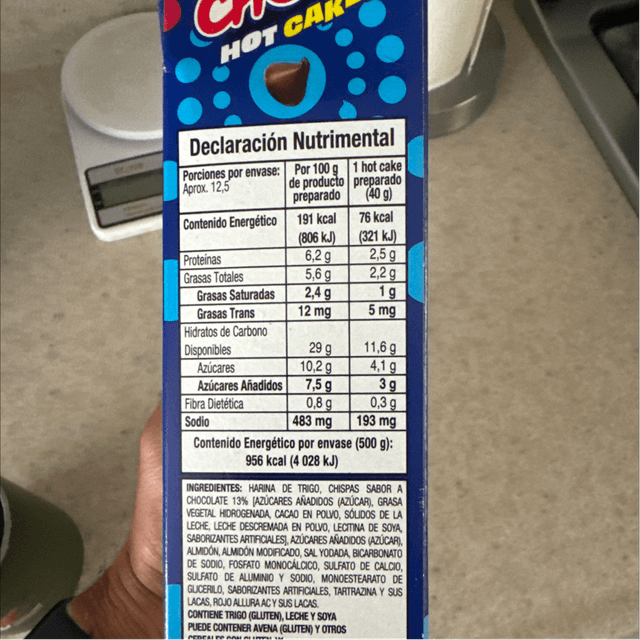 HOT CAKE
Declaración Nutrimental
Porciones por envase: Aprox. 12,5 | Por 100 g de producto preparado | 1 hot cake preparado (40 g)
Contenido Energético 191 kcal (806 kJ) 76 kcal (321 kJ)
Proteínas 6,2 g 2,5 g
Grasas Totales 5,6 g 2,2 g
Grasas Saturadas 2,4 g 1 g
Grasas Trans 12 mg 5 mg
Hidratos de Carbono
Disponibles 29 g 11,6 g
Azúcares 10,2 g 4,1 g
Azúcares Añadidos 7,5 g 3 g
Fibra Dietética 0,8 g 0,3 g
Sodio 483 mg 193 mg
Contenido Energético por envase (500 g):
956 kcal (4 028 kJ)
INGREDIENTES: HARINA DE TRIGO, CHISPAS SABOR A
CHOCOLATE 13% [AZÚCARES AÑADIDOS (AZÚCAR), GRASA
VEGETAL HIDROGENADA, CACAO EN POLVO, SÓLIDOS DE LA
LECHE, LECHE DESCREMADA EN POLVO, LECITINA DE SOYA,
SABORIZANTES ARTIFICIALES], AZÚCARES AÑADIDOS (AZÚCAR),
ALMIDÓN, ALMIDÓN MODIFICADO, SAL YODADA, BICARBONATO
DE SODIO, FOSFATO MONOCÁLCICO, SULFATO DE CALCIO,
SULFATO DE ALUMINIO Y SODIO, MONOESTEARATO DE
GLICERILO, SABORIZANTES ARTIFICIALES, TARTRAZINA Y SUS
LACAS, ROJO ALLURA AC Y SUS LACAS.
CONTIENE TRIGO (GLUTEN), LECHE Y SOYA
PUEDE CONTENER AVENA (GLUTEN) Y OTROS
CEREALES CON GLUTEN